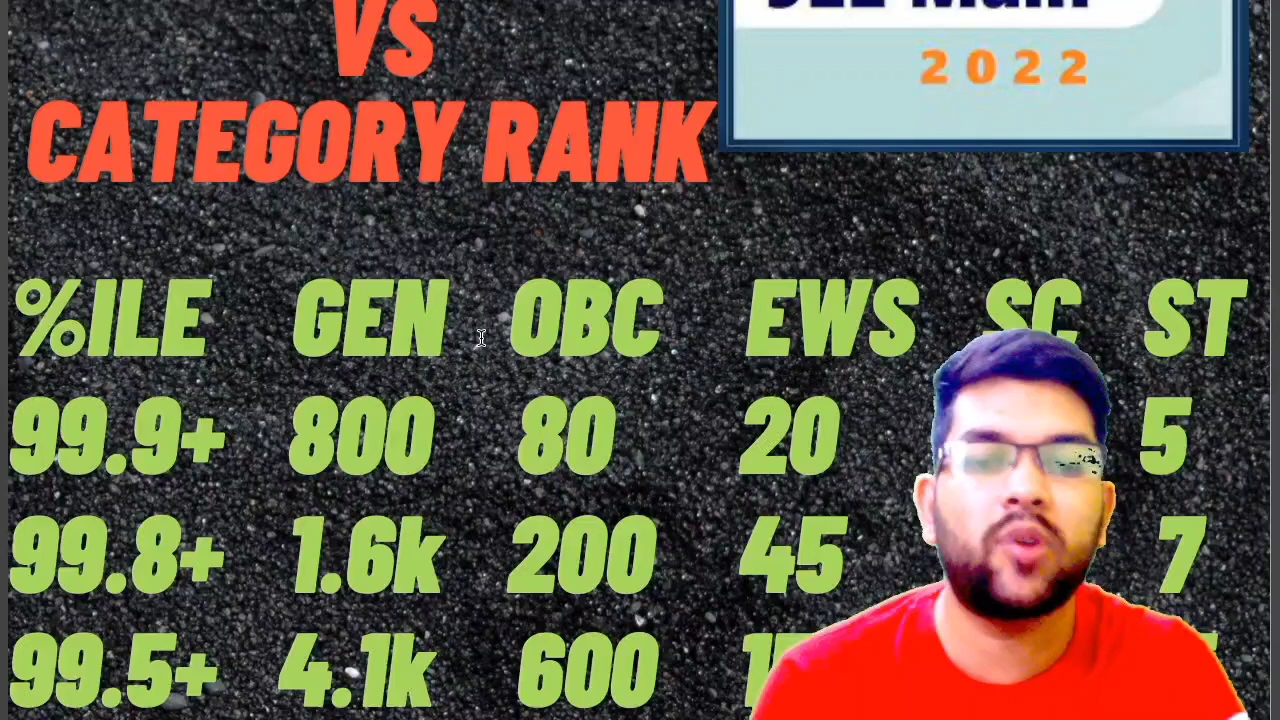 VS
2022
CATEGORY RANK
%ILE GEN OBC EWS SC ST
99.9+ 800 80 20 5
99.8+ 1.6k 200 45 7
99.5+ 4.1k 600